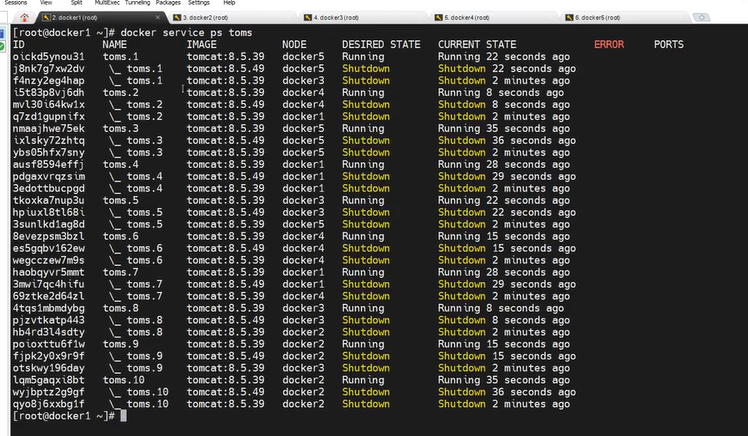 Sessions Split MultiExec Tunneling Packages Settings Help
2. docker1 (root) 3. docker2 (root) 4. docker3 (root) 5. docker4 (root) 6. docker5 (root)
[root@docker1 ~]# docker service ps toms
ID NAME IMAGE NODE DESIRED STATE CURRENT STATE ERROR PORTS
oickd5ynou31 toms.1 tomcat:8.5.39 docker5 Running Running 22 seconds ago
j8nk7g7xw2dv \_ toms.1 tomcat:8.5.49 docker5 Shutdown Shutdown 22 seconds ago
f4nzy2eg4hap \_ toms.1 tomcat:8.5.39 docker3 Shutdown Shutdown 2 minutes ago
i5t83p8vj6dh toms.2 tomcat:8.5.39 docker4 Running Running 8 seconds ago
mvl30i64kw1x \_ toms.2 tomcat:8.5.49 docker4 Shutdown Shutdown 8 seconds ago
q7zd1gupnifx \_ toms.2 tomcat:8.5.39 docker1 Shutdown Shutdown 2 minutes ago
nmaajhwe75ek toms.3 tomcat:8.5.39 docker5 Running Running 35 seconds ago
ixlsky72zhtq \_ toms.3 tomcat:8.5.49 docker5 Shutdown Shutdown 36 seconds ago
ybs05hfx7sny \_ toms.3 tomcat:8.5.39 docker5 Shutdown Shutdown 2 minutes ago
ausf8594effj toms.4 tomcat:8.5.39 docker1 Running Running 28 seconds ago
pdgaxvrqzsim \_ toms.4 tomcat:8.5.49 docker1 Shutdown Shutdown 29 seconds ago
3edottbucpgd \_ toms.4 tomcat:8.5.39 docker4 Shutdown Shutdown 2 minutes ago
tkoxka7nup3u toms.5 tomcat:8.5.39 docker3 Running Running 22 seconds ago
hpiuxl8tl68i \_ toms.5 tomcat:8.5.49 docker3 Shutdown Shutdown 22 seconds ago
3sunlkd1ag8d \_ toms.5 tomcat:8.5.39 docker5 Shutdown Shutdown 2 minutes ago
8evezpsm3bzl toms.6 tomcat:8.5.39 docker4 Running Running 15 seconds ago
es5gqbv162ew \_ toms.6 tomcat:8.5.49 docker4 Shutdown Shutdown 15 seconds ago
wegcczew7m9s \_ toms.6 tomcat:8.5.39 docker1 Shutdown Shutdown 2 minutes ago
haobqyvr5mmt toms.7 tomcat:8.5.39 docker1 Running Running 28 seconds ago
3mwi7qc4hifu \_ toms.7 tomcat:8.5.49 docker1 Shutdown Shutdown 29 seconds ago
69ztke2d64zl \_ toms.7 tomcat:8.5.39 docker4 Shutdown Shutdown 2 minutes ago
4tqs1mbmdybg toms.8 tomcat:8.5.39 docker3 Running Running 8 seconds ago
pjzvtkatp443 \_ toms.8 tomcat:8.5.49 docker3 Shutdown Shutdown 8 seconds ago
hb4rd3l4sdty \_ toms.8 tomcat:8.5.39 docker2 Shutdown Shutdown 2 minutes ago
poioxttu6f1w toms.9 tomcat:8.5.39 docker2 Running Running 15 seconds ago
fjpk2y0x9r9f \_ toms.9 tomcat:8.5.49 docker2 Shutdown Shutdown 15 seconds ago
otskwy196day \_ toms.9 tomcat:8.5.39 docker3 Shutdown Shutdown 2 minutes ago
lqm5gaqxi8bt toms.10 tomcat:8.5.39 docker2 Running Running 35 seconds ago
wyjbptz2g9gf \_ toms.10 tomcat:8.5.49 docker2 Shutdown Shutdown 36 seconds ago
qyo8j6xxbg1f \_ toms.10 tomcat:8.5.39 docker2 Shutdown Shutdown 2 minutes ago
[root@docker1 ~]#